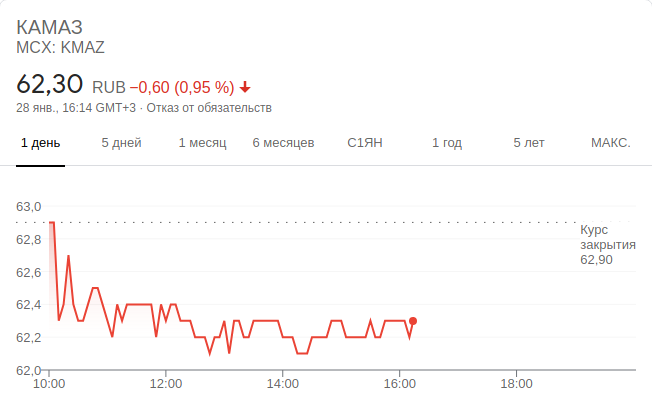 КАМАЗ
MCX: KMAZ
62,30 RUB −0,60 (0,95 %)
28 янв., 16:14 GMT+3 · Отказ от обязательств
1 день 5 дней 1 месяц 6 месяцев С1ЯН 1 год 5 лет МАКС.
63,0
62,8
62,6
62,4
62,2
62,0
Курс
закрытия
62,90
10:00 12:00 14:00 16:00 18:00